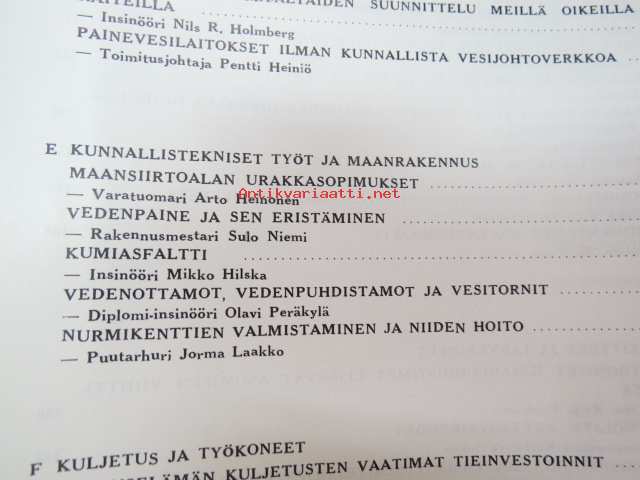 SUUNNITTELU MEILLÄ OIKEILLA
— Insinööri Nils R. Holmberg
PAINEVESILAITOKSET ILMAN KUNNALLISTA VESIJOHTOVERKKOA
— Toimitusjohtaja Pentti Heiniö
E KUNNALLISTEKNISET TYÖT JA MAANRAKENNUS
MAANSIIRTOALAN URAKKASOPIMUKSET
Antikvariaatti.net
— Varatuomari Arto Heinonen
VEDENPAINE JA SEN ERISTÄMINEN
— Rakennusmestari Sulo Niemi
KUMIASFALTTI
— Insinööri Mikko Hilska
VEDENOTTAMOT, VEDENPUHDISTAMOT JA VESITORNIT
— Diplomi-insinööri Olavi Peräkylä
NURMIKENTTIEN VALMISTAMINEN JA NIIDEN HOITO
— Puutarhuri Jorma Laakko
F KULJETUS JA TYÖKONEET
KULJETUSTEN VAATIMAT TIEINVESTOINNIT